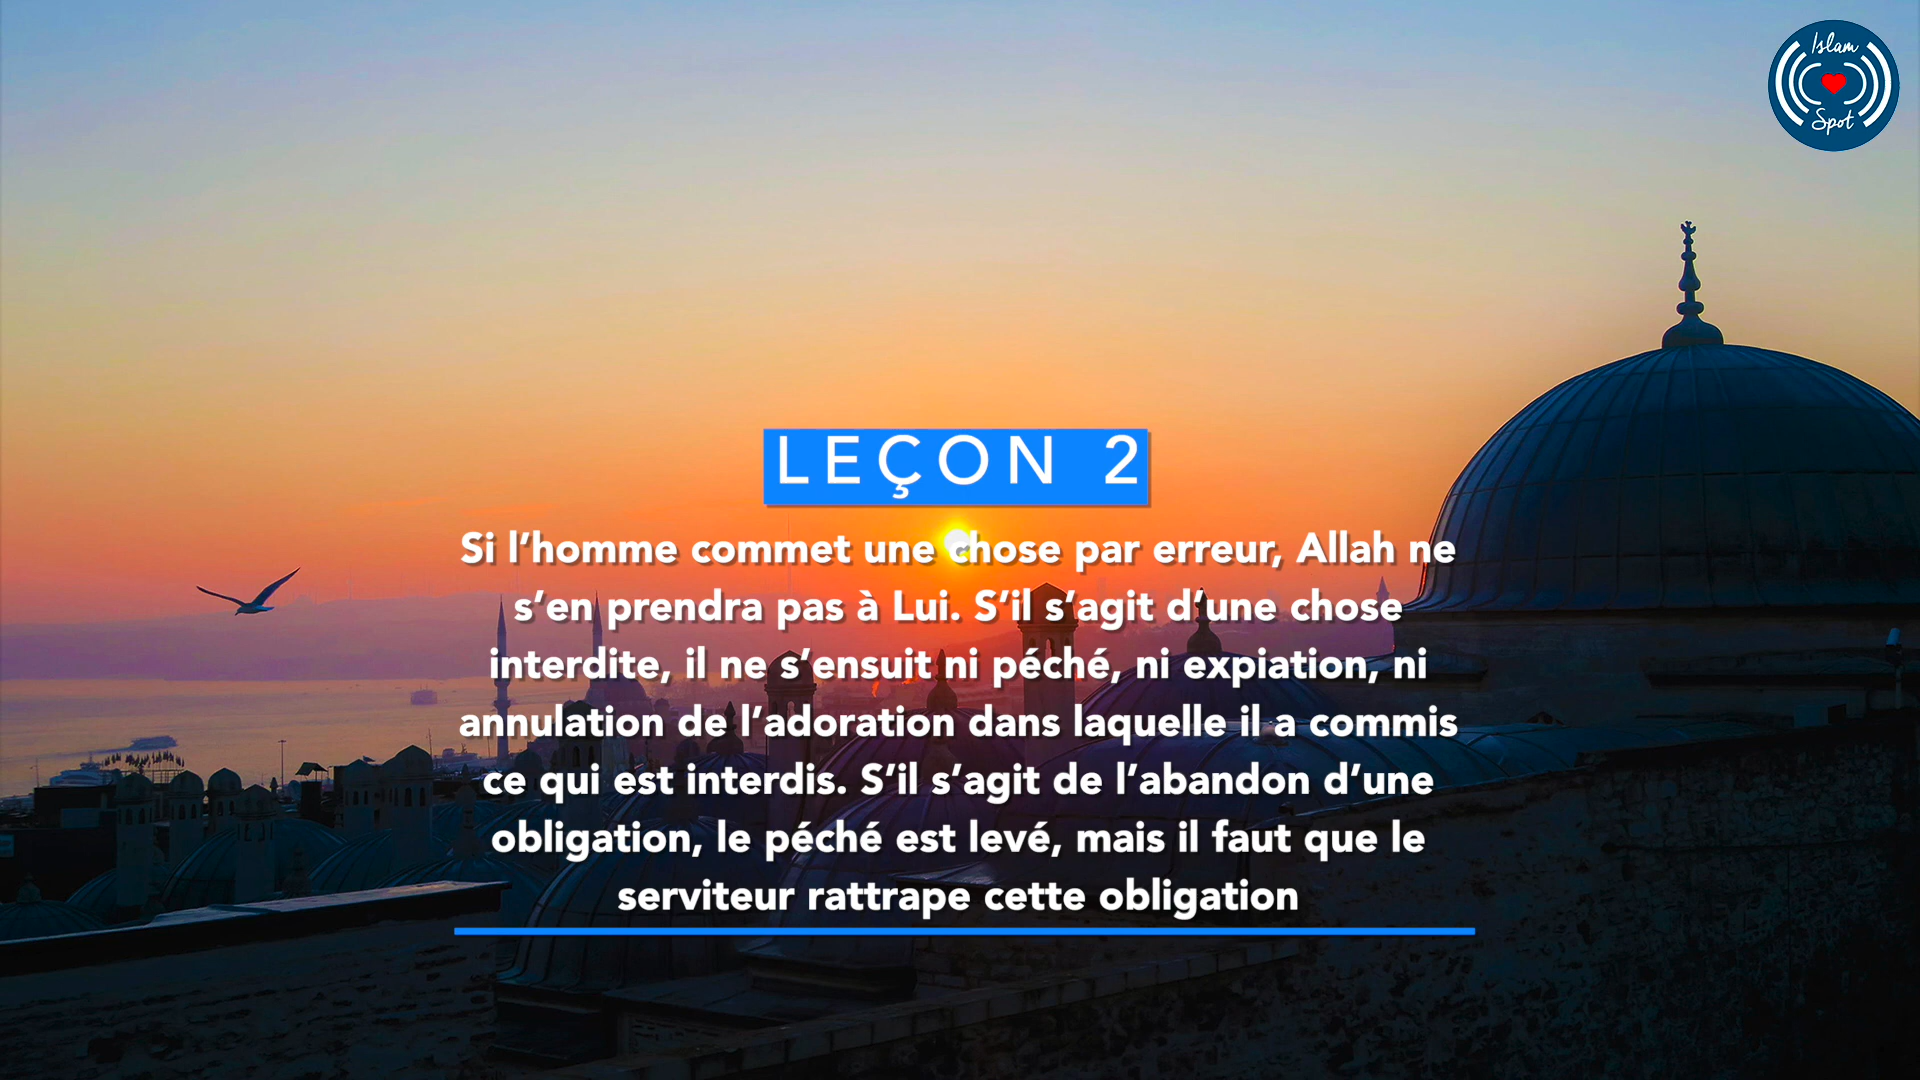 Islam
Spot
LEÇON 2
Si l’homme commet une chose par erreur, Allah ne
s’en prendra pas à Lui. S’il s’agit d’une chose
interdite, il ne s’ensuit ni péché, ni expiation, ni
annulation de l’adoration dans laquelle il a commis
ce qui est interdis. S’il s’agit de l’abandon d’une
obligation, le péché est levé, mais il faut que le
serviteur rattrape cette obligation